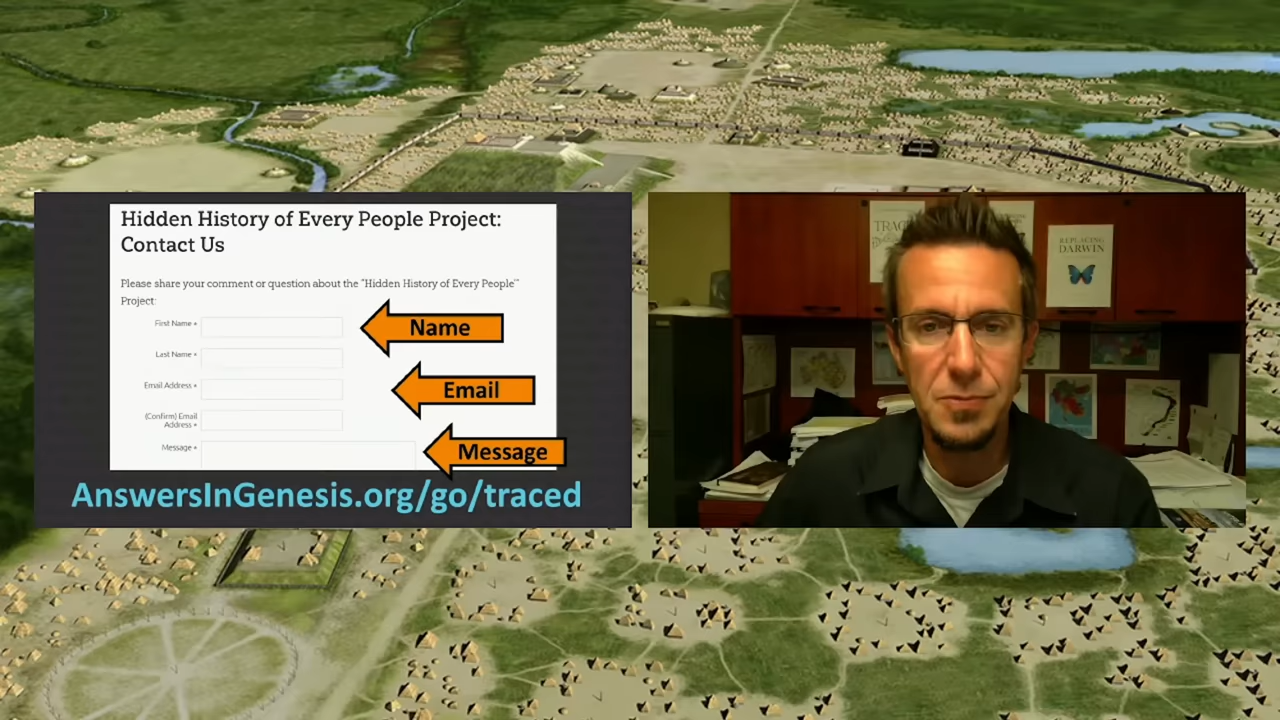 Hidden History of Every People Project:
Contact Us
Please share your comment or question about the "Hidden History of Every People"
Project:
First Name *
Name
Last Name *
Email Address *
Email
(Confirm) Email
Address *
Message *
Message
AnswersInGenesis.org/go/traced
TRACED
REPLACING
DARWIN